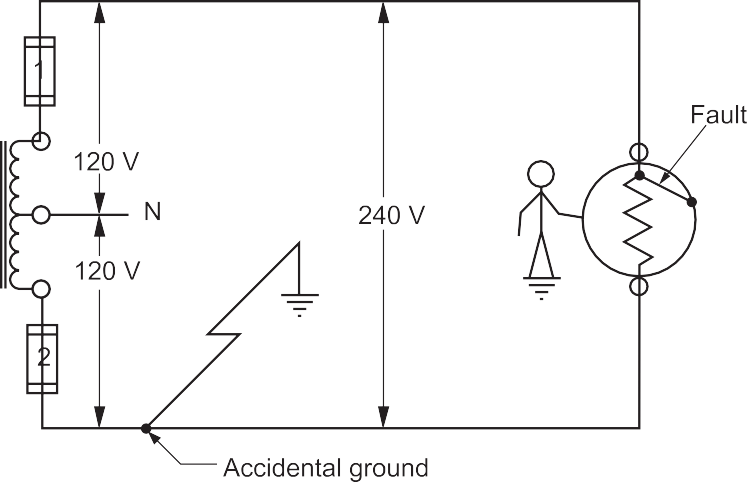 1
Fault
120 V
N
240 V
120 V
2
Accidental ground